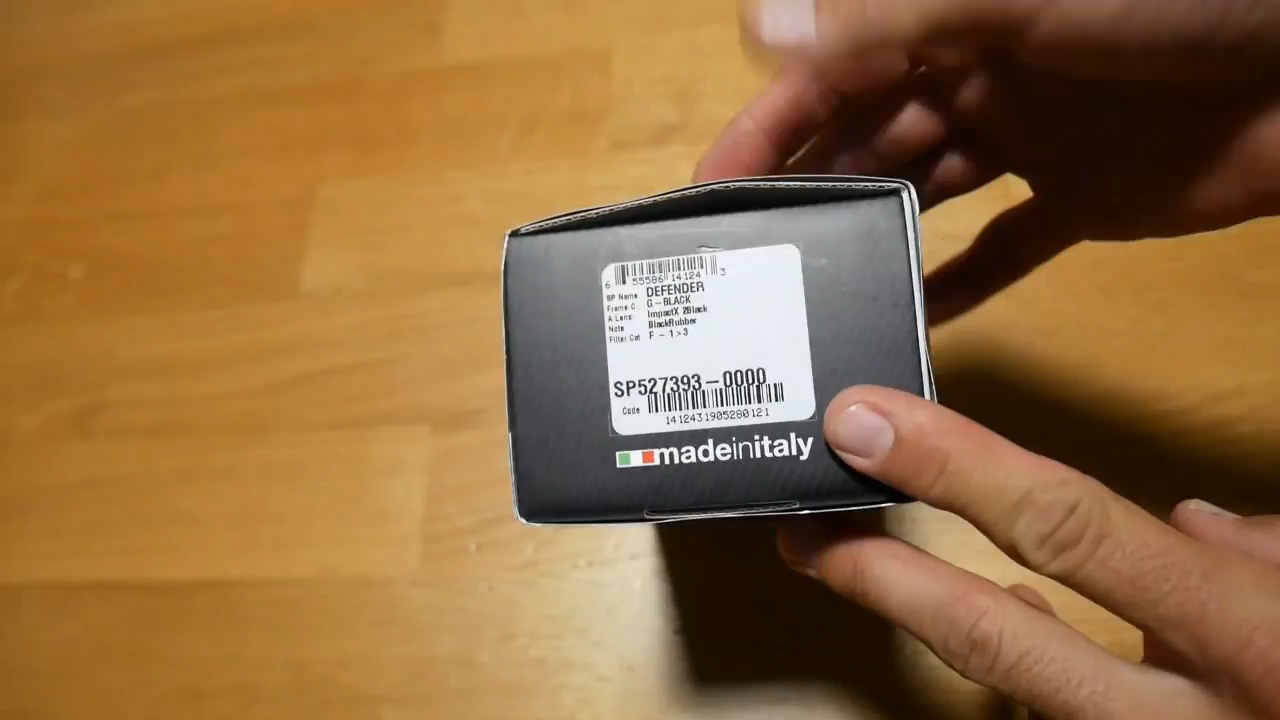 6 55586 14124 3
SP Name DEFENDER
Frame C. G-BLACK
A Lens: ImpactX 2Black
Note BlackRubber
Filter Cat F - 1>3
SP527393-0000
Code
1412431905280121
madeinitaly